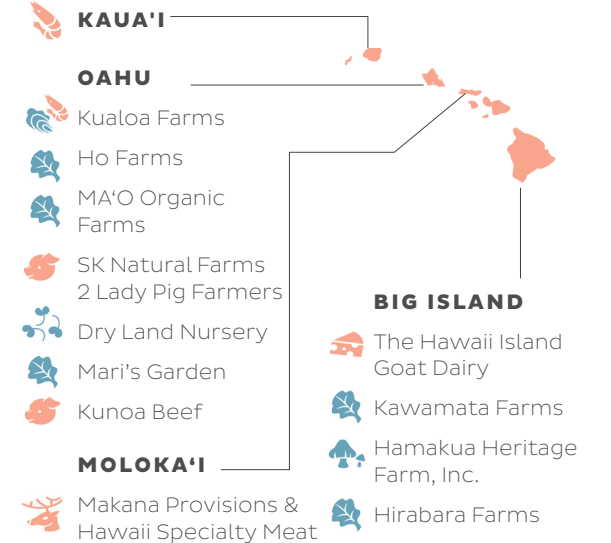 KAUA'I
OAHU
Kualoa Farms
Ho Farms
MA‘O Organic
Farms
SK Natural Farms
2 Lady Pig Farmers
Dry Land Nursery
Mari’s Garden
Kunoa Beef
MOLOKA‘I
Makana Provisions &
Hawaii Specialty Meat
BIG ISLAND
The Hawaii Island
Goat Dairy
Kawamata Farms
Hamakua Heritage
Farm, Inc.
Hirabara Farms